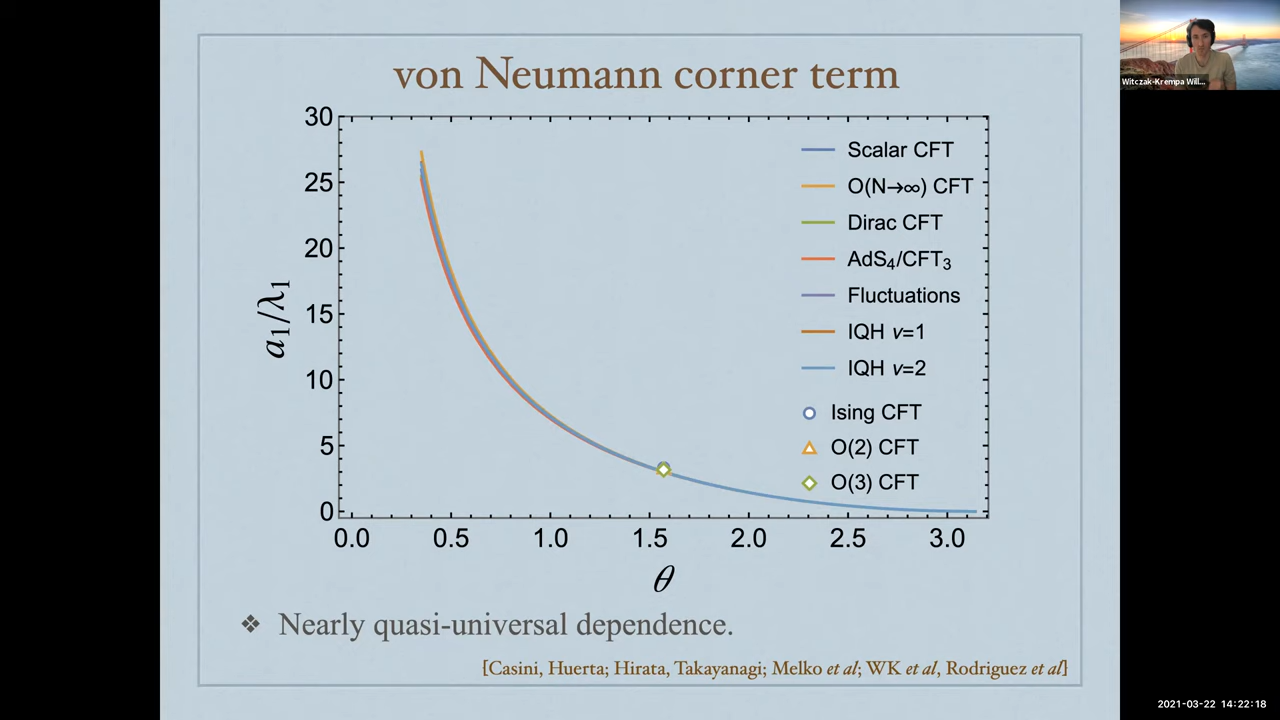 von Neumann corner term
30
25
20
15
10
5
0
a₁/λ₁
0.0 0.5 1.0 1.5 2.0 2.5 3.0
θ
Scalar CFT
O(N→∞) CFT
Dirac CFT
AdS₄/CFT₃
Fluctuations
IQH ν=1
IQH ν=2
Ising CFT
O(2) CFT
O(3) CFT
❖ Nearly quasi-universal dependence.
[Casini, Huerta; Hirata, Takayanagi; Melko et al; WK et al, Rodriguez et al]
Witczak-Krempa Will...
2021-03-22 14:22:18